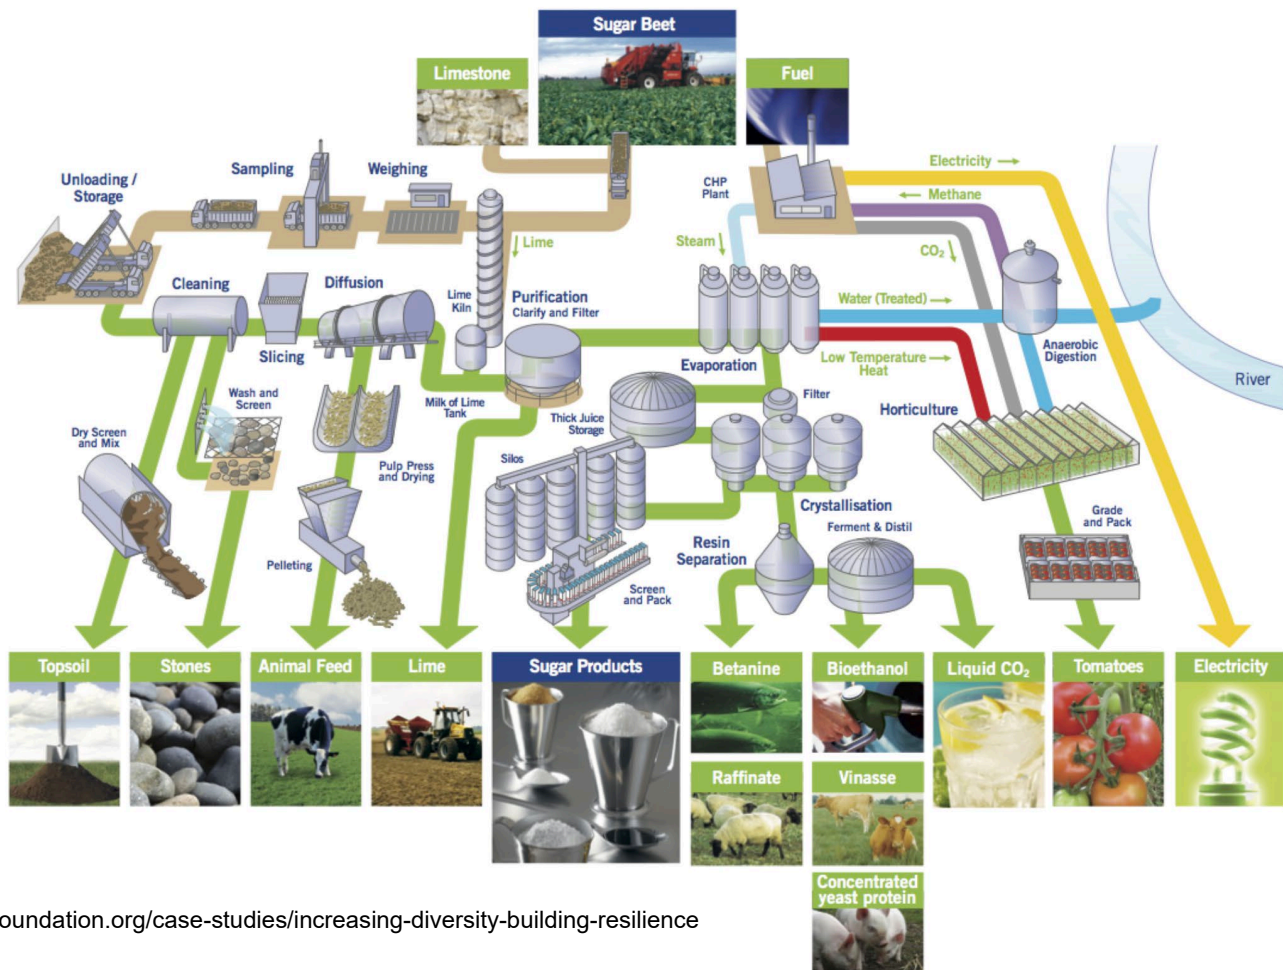 Sugar Beet
Limestone
Fuel
Electricity
Sampling
Weighing
Unloading /
Storage
CHP
Plant
Methane
Steam
Lime
CO₂
Cleaning
Diffusion
Lime
Kiln
Purification
Clarify and Filter
Water (Treated)
Slicing
Evaporation
Low Temperature
Heat
Anaerobic
Digestion
River
Wash and
Screen
Milk of Lime
Tank
Thick Juice
Storage
Filter
Horticulture
Dry Screen
and Mix
Pulp Press
and Drying
Silos
Crystallisation
Grade
and Pack
Pelleting
Resin
Separation
Ferment & Distil
Screen
and Pack
Topsoil
Stones
Animal Feed
Lime
Sugar Products
Betanine
Bioethanol
Liquid CO₂
Tomatoes
Electricity
Raffinate
Vinasse
Concentrated
yeast protein
oundation.org/case-studies/increasing-diversity-building-resilience